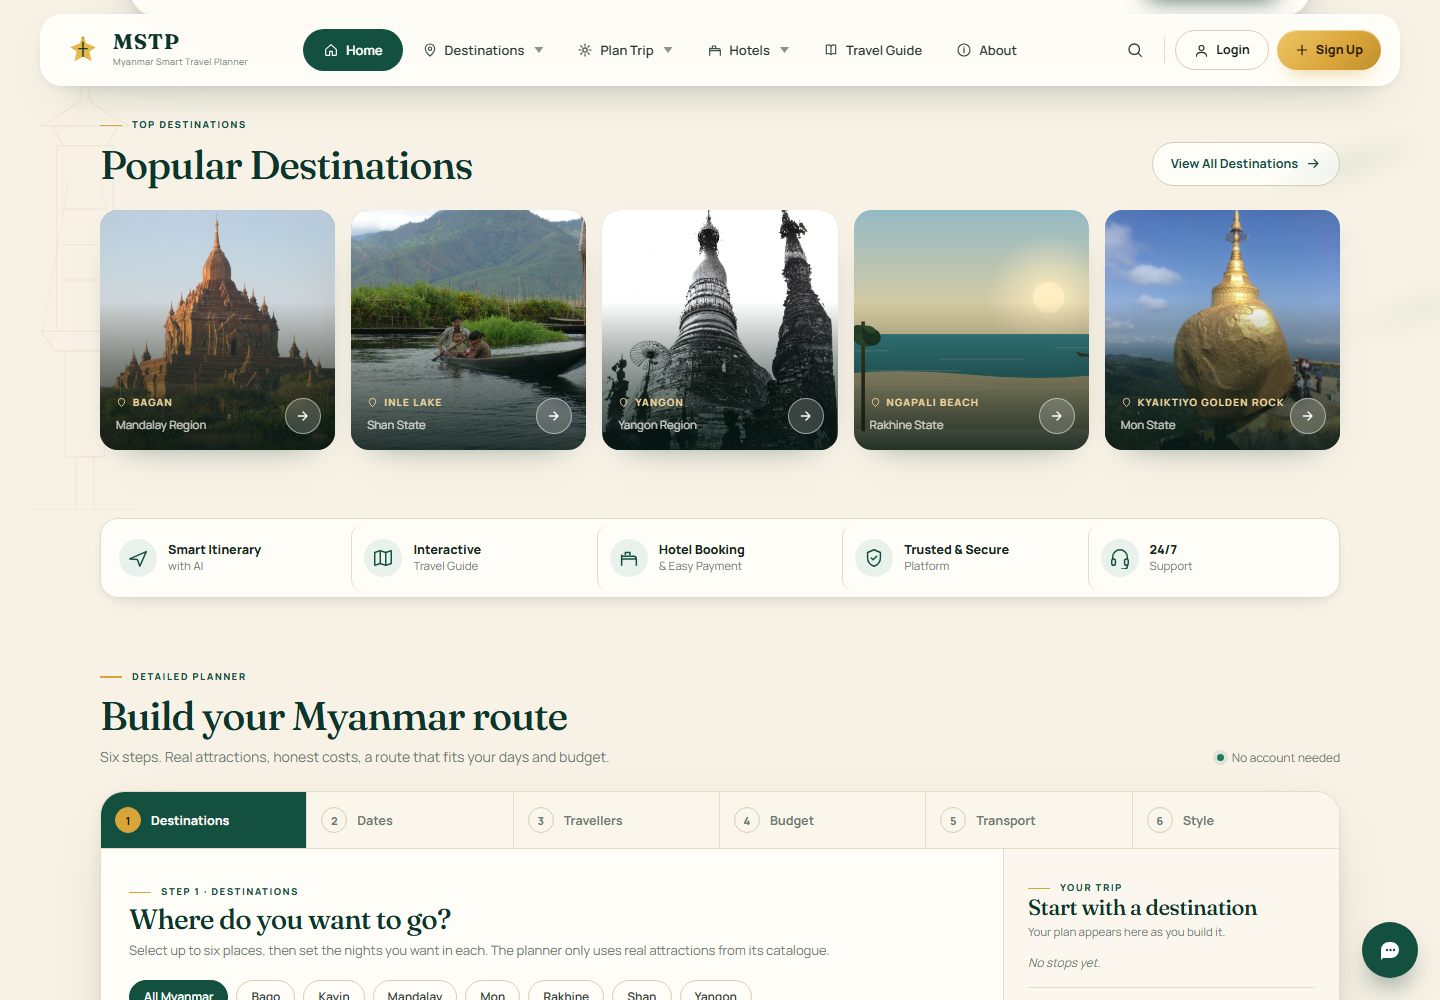 MSTP
Myanmar Smart Travel Planner
Home
Destinations
Plan Trip
Hotels
Travel Guide
About
Login
Sign Up
TOP DESTINATIONS
Popular Destinations
View All Destinations
BAGAN
Mandalay Region
INLE LAKE
Shan State
YANGON
Yangon Region
NGAPALI BEACH
Rakhine State
KYAIKTIYO GOLDEN ROCK
Mon State
Smart Itinerary
with AI
Interactive
Travel Guide
Hotel Booking
& Easy Payment
Trusted & Secure
Platform
24/7
Support
DETAILED PLANNER
Build your Myanmar route
Six steps. Real attractions, honest costs, a route that fits your days and budget.
No account needed
1 Destinations
2 Dates
3 Travellers
4 Budget
5 Transport
6 Style
STEP 1 · DESTINATIONS
Where do you want to go?
Select up to six places, then set the nights you want in each. The planner only uses real attractions from its catalogue.
All Myanmar
Bago
Kayin
Mandalay
Mon
Rakhine
Shan
Yangon
YOUR TRIP
Start with a destination
Your plan appears here as you build it.
No stops yet.